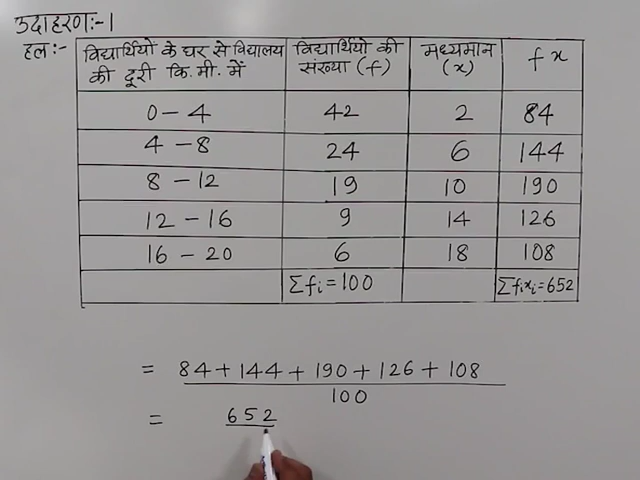 उदाहरण:-1
हल:-
विद्यार्थियो के घर से विद्यालय की दूरी कि.मी. में | विद्यार्थियो की संख्या (f) | मध्यमान (x) | f x
0-4 | 42 | 2 | 84
4-8 | 24 | 6 | 144
8-12 | 19 | 10 | 190
12-16 | 9 | 14 | 126
16-20 | 6 | 18 | 108
Σfi=100 | Σfixi=652
= 84+144+190+126+108
100
= 652